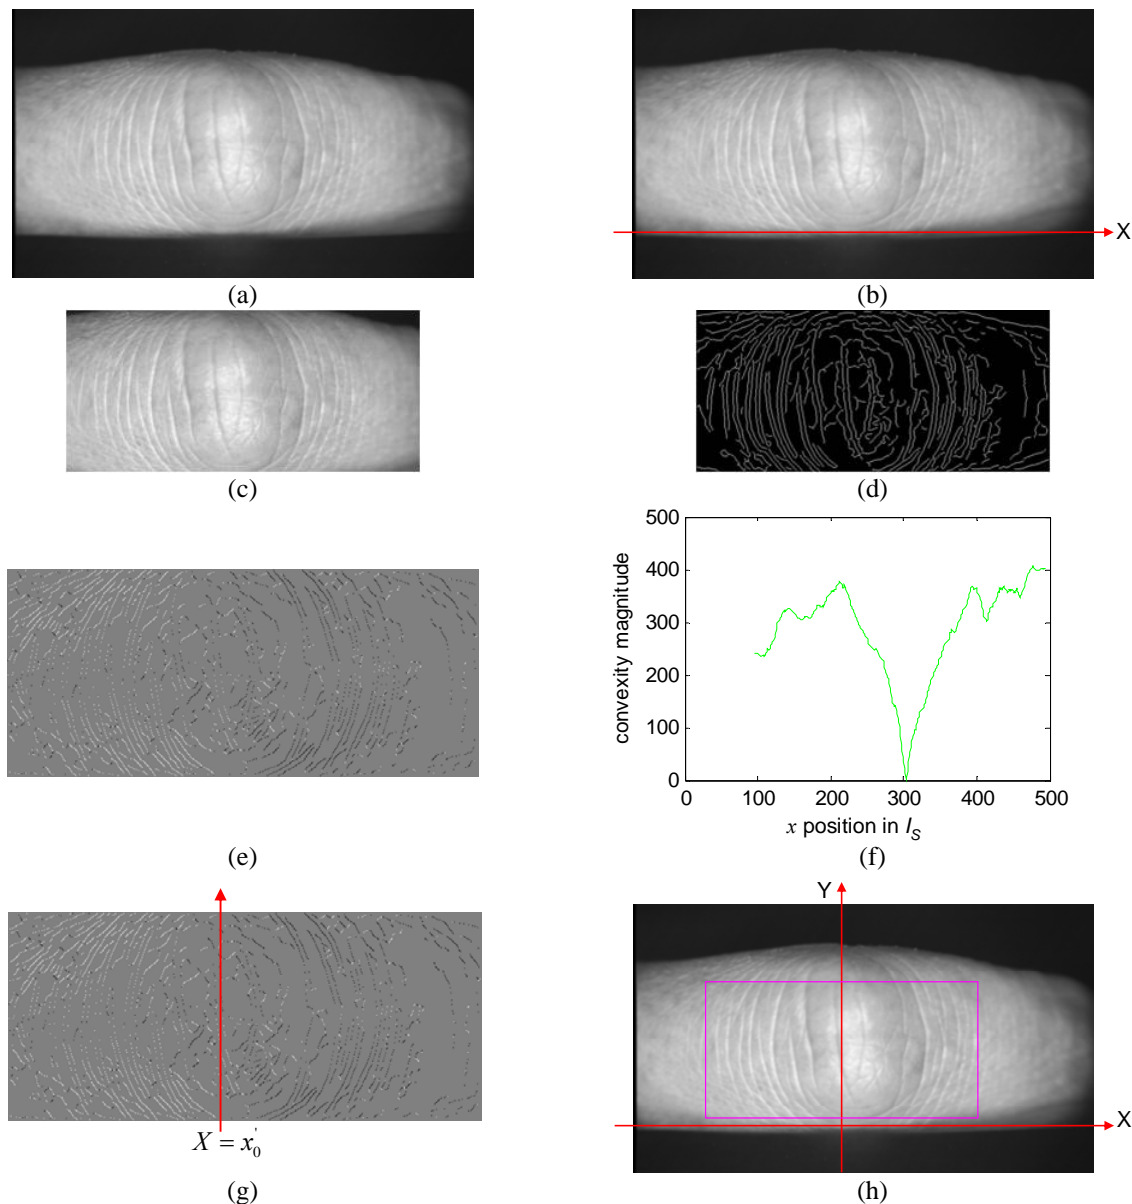 X
(a)
(b)
(c)
(d)
500
400
300
200
100
0
convexity magnitude
0 100 200 300 400 500
x position in I_S
(e)
(f)
X = x'_0
(g)
Y
X
(h)